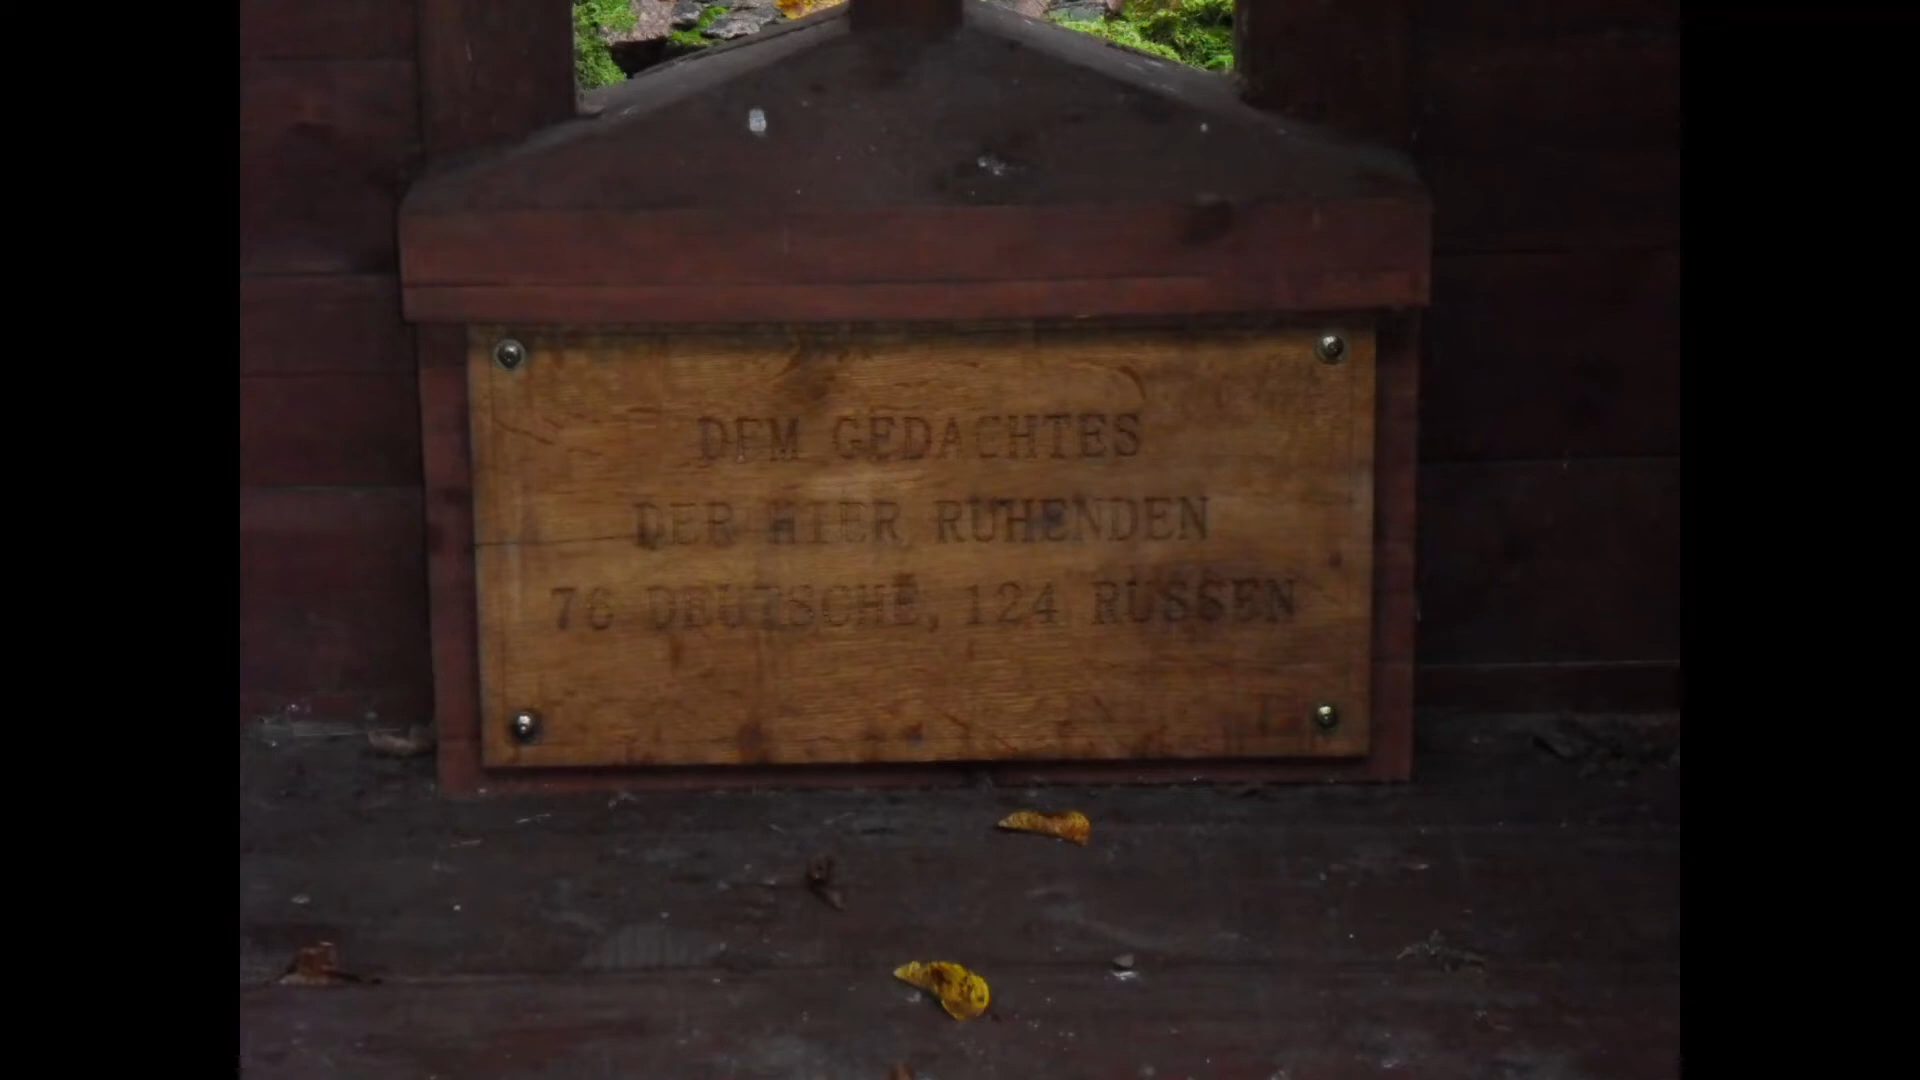 DEM GEDACHTES
DER HIER RUHENDEN
76 DEUTSCHE, 124 RUSSEN